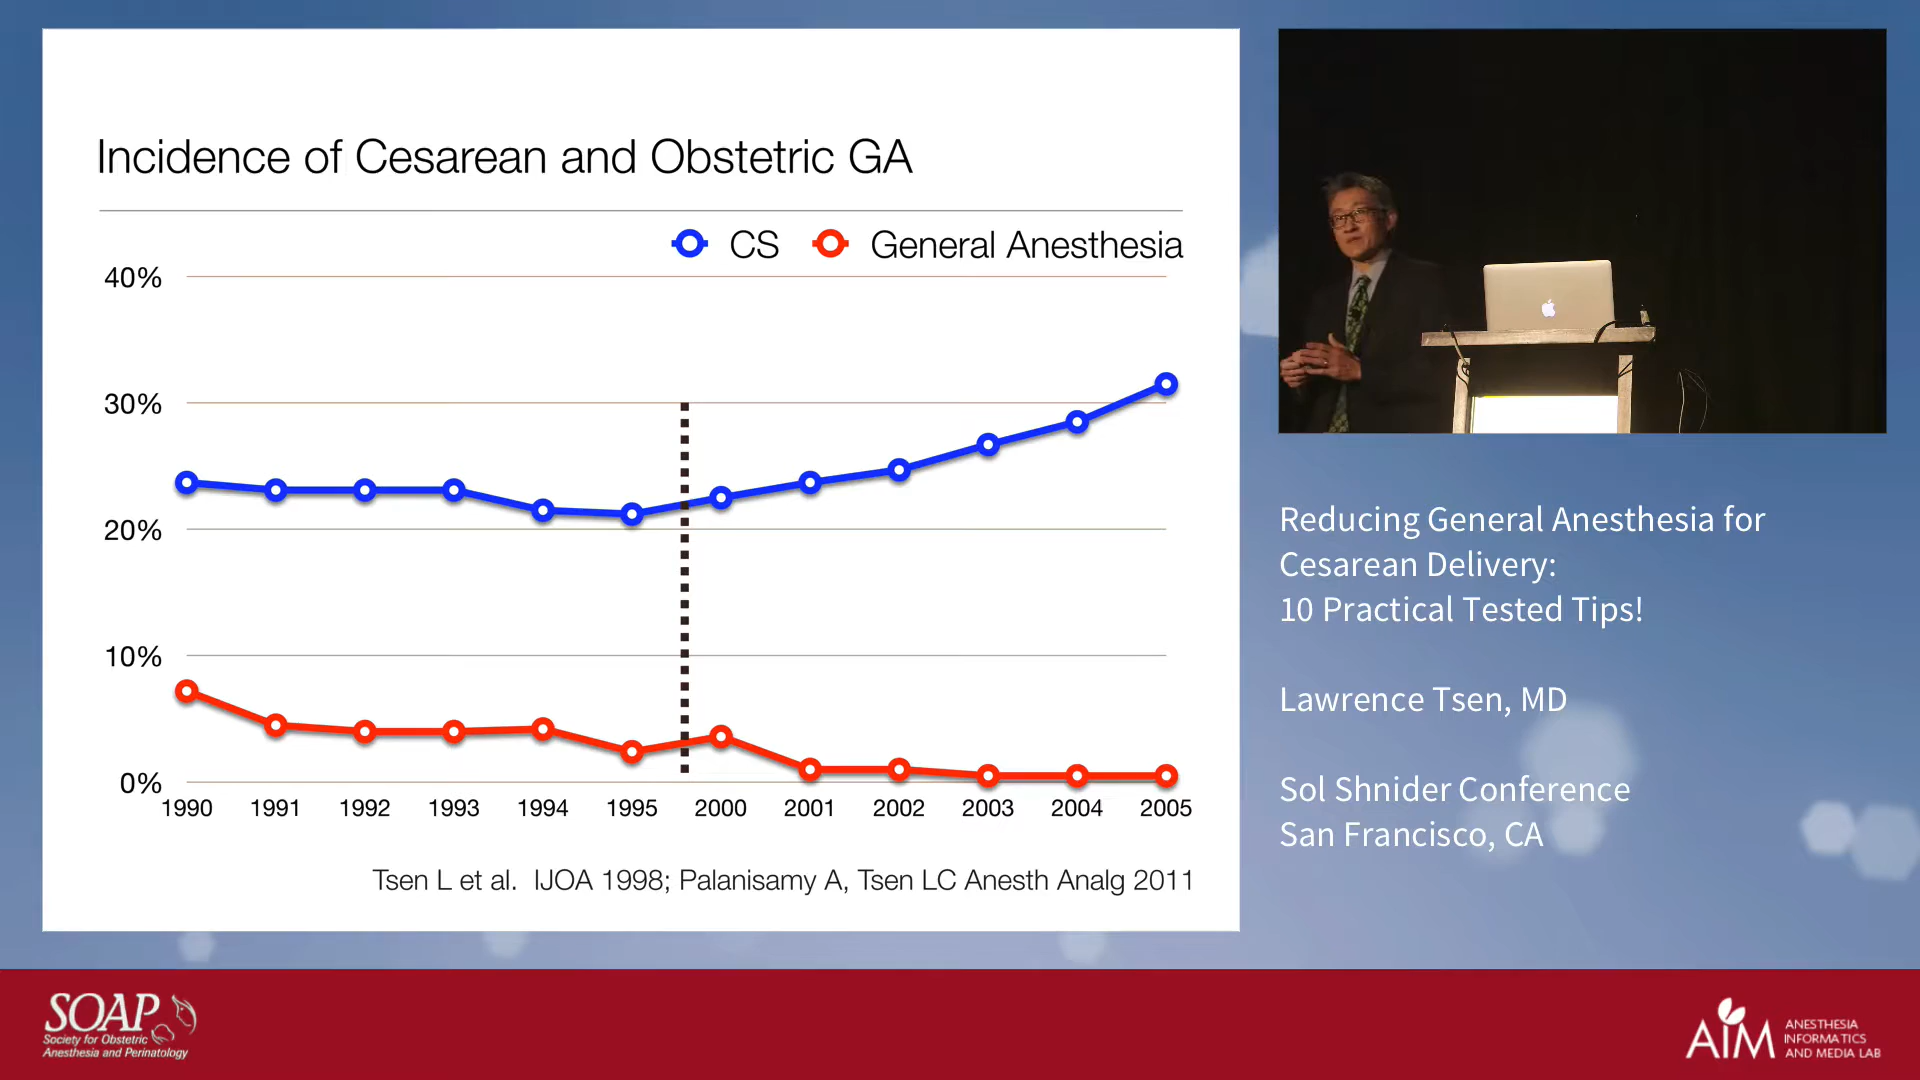 Incidence of Cesarean and Obstetric GA
CS General Anesthesia
40%
30%
20%
10%
0%
1990 1991 1992 1993 1994 1995 2000 2001 2002 2003 2004 2005
Tsen L et al. IJOA 1998; Palanisamy A, Tsen LC Anesth Analg 2011
Reducing General Anesthesia for
Cesarean Delivery:
10 Practical Tested Tips!
Lawrence Tsen, MD
Sol Shnider Conference
San Francisco, CA
SOAP
Society for Obstetric
Anesthesia and Perinatology
AIM
ANESTHESIA
INFORMATICS
AND MEDIA LAB